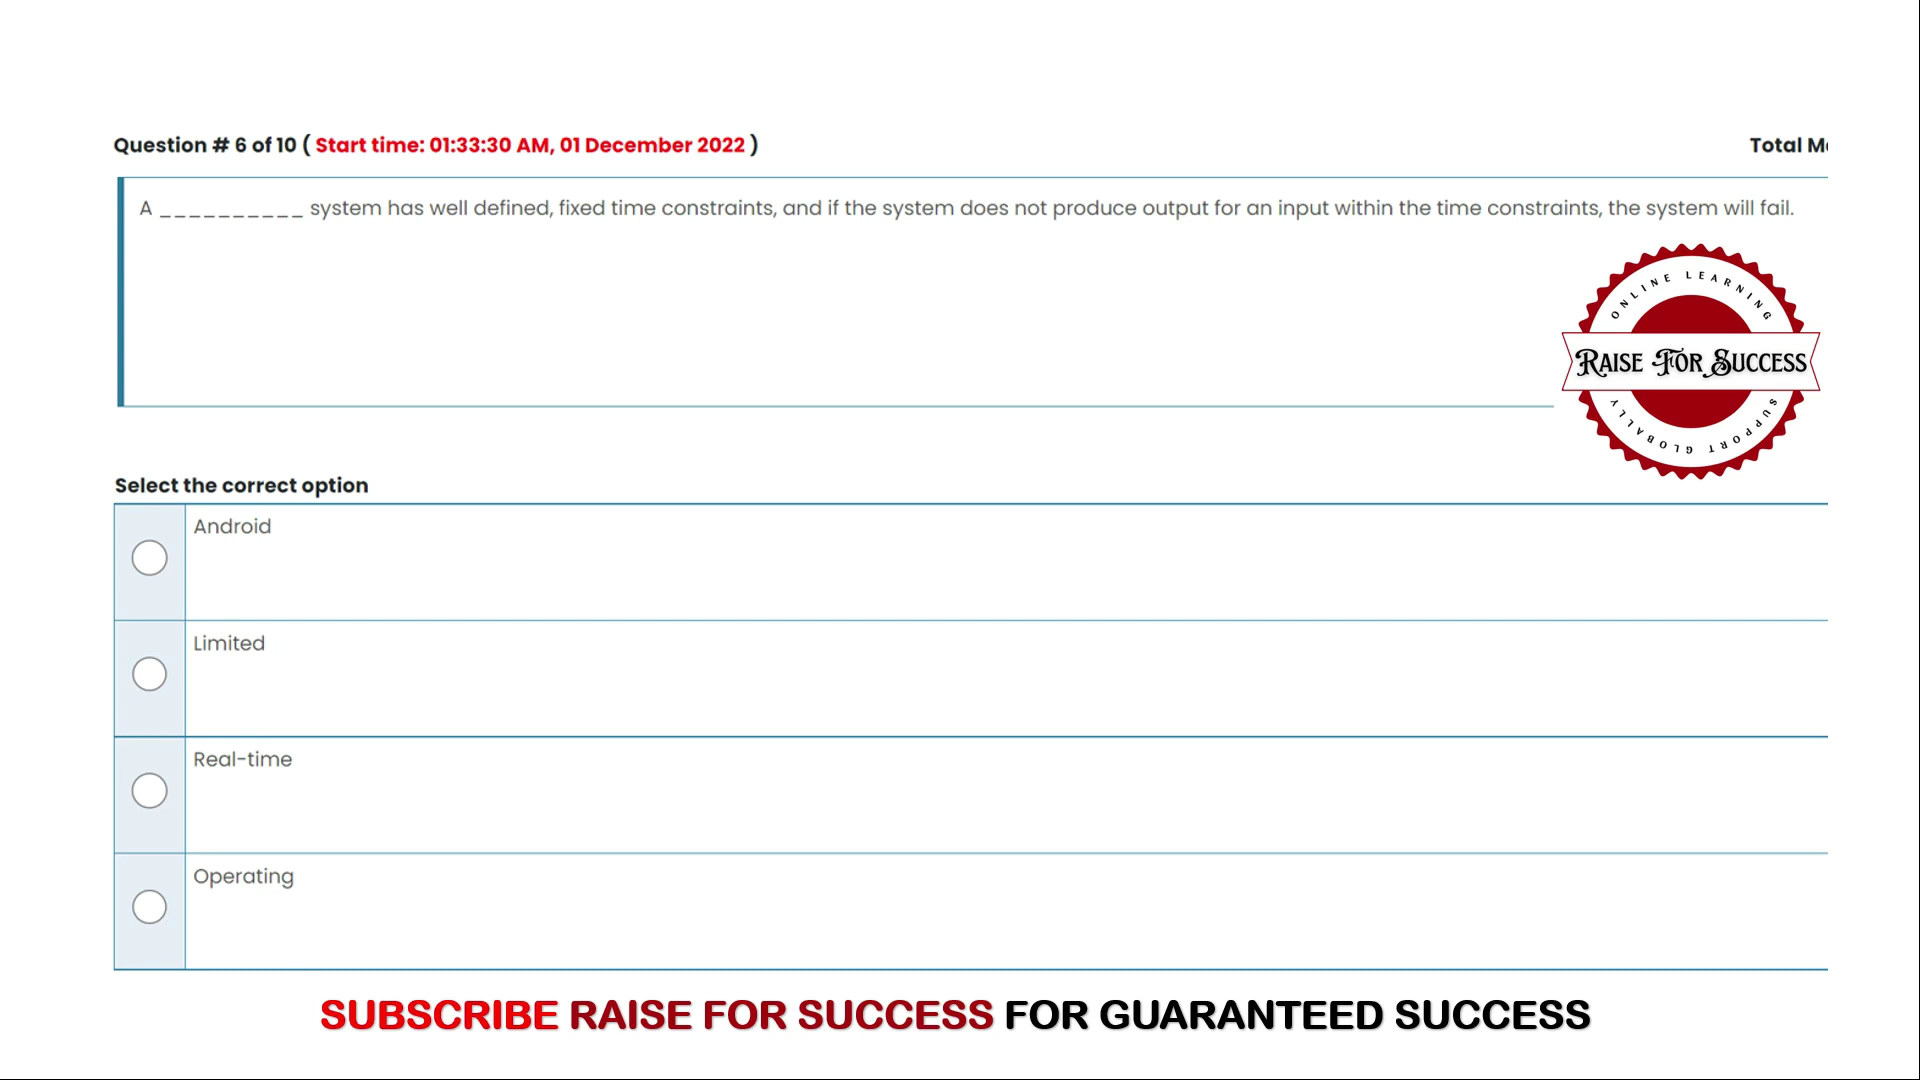 Question # 6 of 10 ( Start time: 01:33:30 AM, 01 December 2022 )
Total
A __________ system has well defined, fixed time constraints, and if the system does not produce output for an input within the time constraints, the system will fail.
ONLINE LEARNING
RAISE FOR SUCCESS
SUPPORT GLOBALLY
Select the correct option
Android
Limited
Real-time
Operating
SUBSCRIBE RAISE FOR SUCCESS FOR GUARANTEED SUCCESS